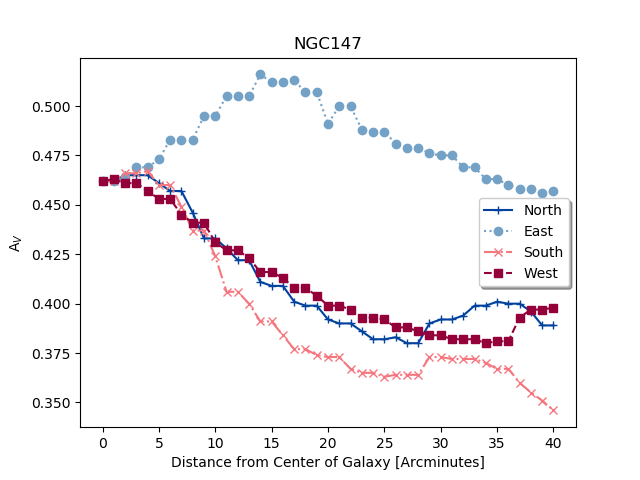 NGC147
0.500
0.475
0.450
0.425
0.400
0.375
0.350
A_V
North
East
South
West
0 5 10 15 20 25 30 35 40
Distance from Center of Galaxy [Arcminutes]